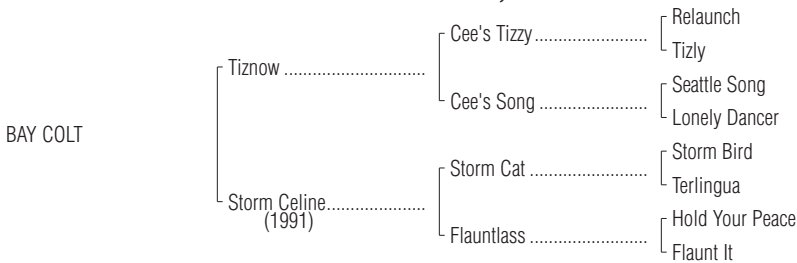 Relaunch
Cee's Tizzy........................
Tizly
Tiznow .............................
Seattle Song
Cee's Song .......................
Lonely Dancer
BAY COLT
Storm Bird
Storm Cat .........................
Terlingua
Storm Celine.....................
(1991)
Hold Your Peace
Flauntlass .........................
Flaunt It